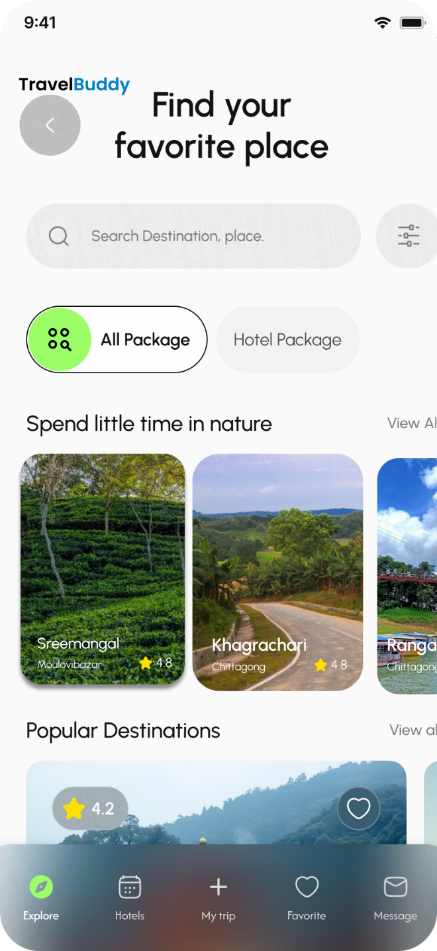 9:41
TravelBuddy
Find your
favorite place
Search Destination, place.
All Package
Hotel Package
Spend little time in nature
View Al
Sreemangal
Moulovibazar
4.8
Khagrachari
Chittagong
4.8
Ranga
Chittagong
Popular Destinations
View al
4.2
Explore
Hotels
My trip
Favorite
Message